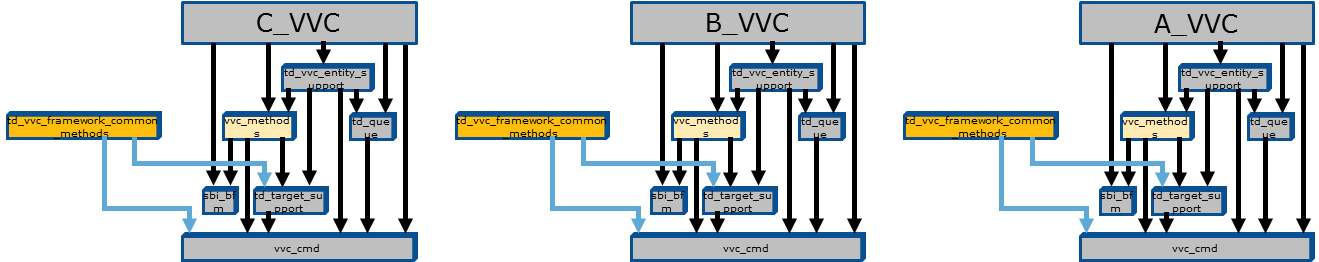 C_VVC
td_vvc_entity_s
upport
td_vvc_framework_common
_methods
vvc_method
s
td_que
ue
sbi_bf
m
td_target_su
pport
vvc_cmd
B_VVC
td_vvc_entity_s
upport
td_vvc_framework_common
_methods
vvc_method
s
td_que
ue
sbi_bf
m
td_target_su
pport
vvc_cmd
A_VVC
td_vvc_entity_s
upport
td_vvc_framework_common
_methods
vvc_method
s
td_que
ue
sbi_bf
m
td_target_su
pport
vvc_cmd